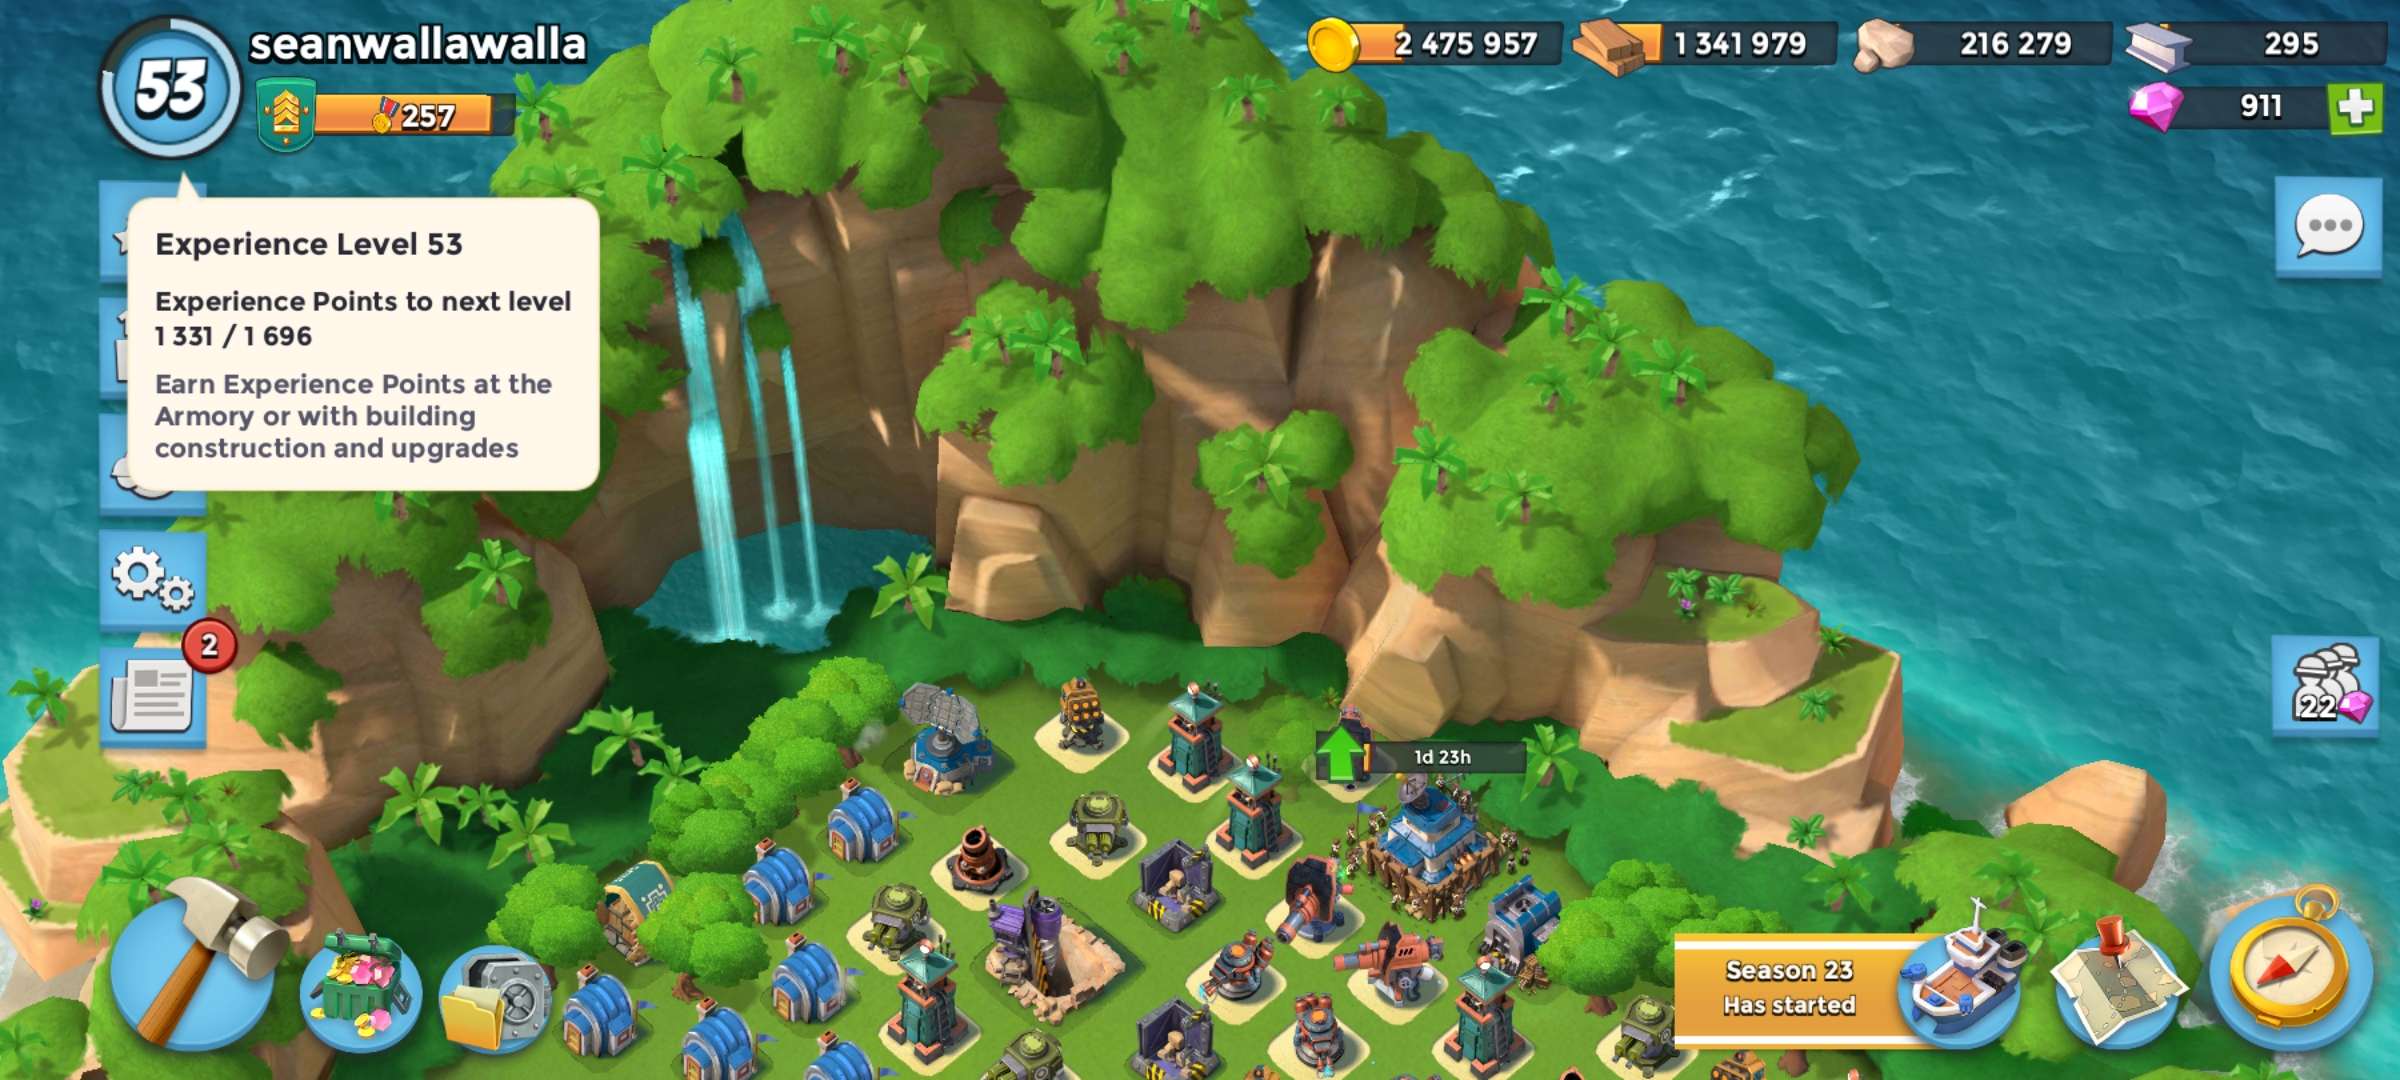 53
seanwallawalla
257
2 475 957
1 341 979
216 279
295
911
Experience Level 53
Experience Points to next level
1 331 / 1 696
Earn Experience Points at the
Armory or with building
construction and upgrades
2
22
1d 23h
Season 23
Has started